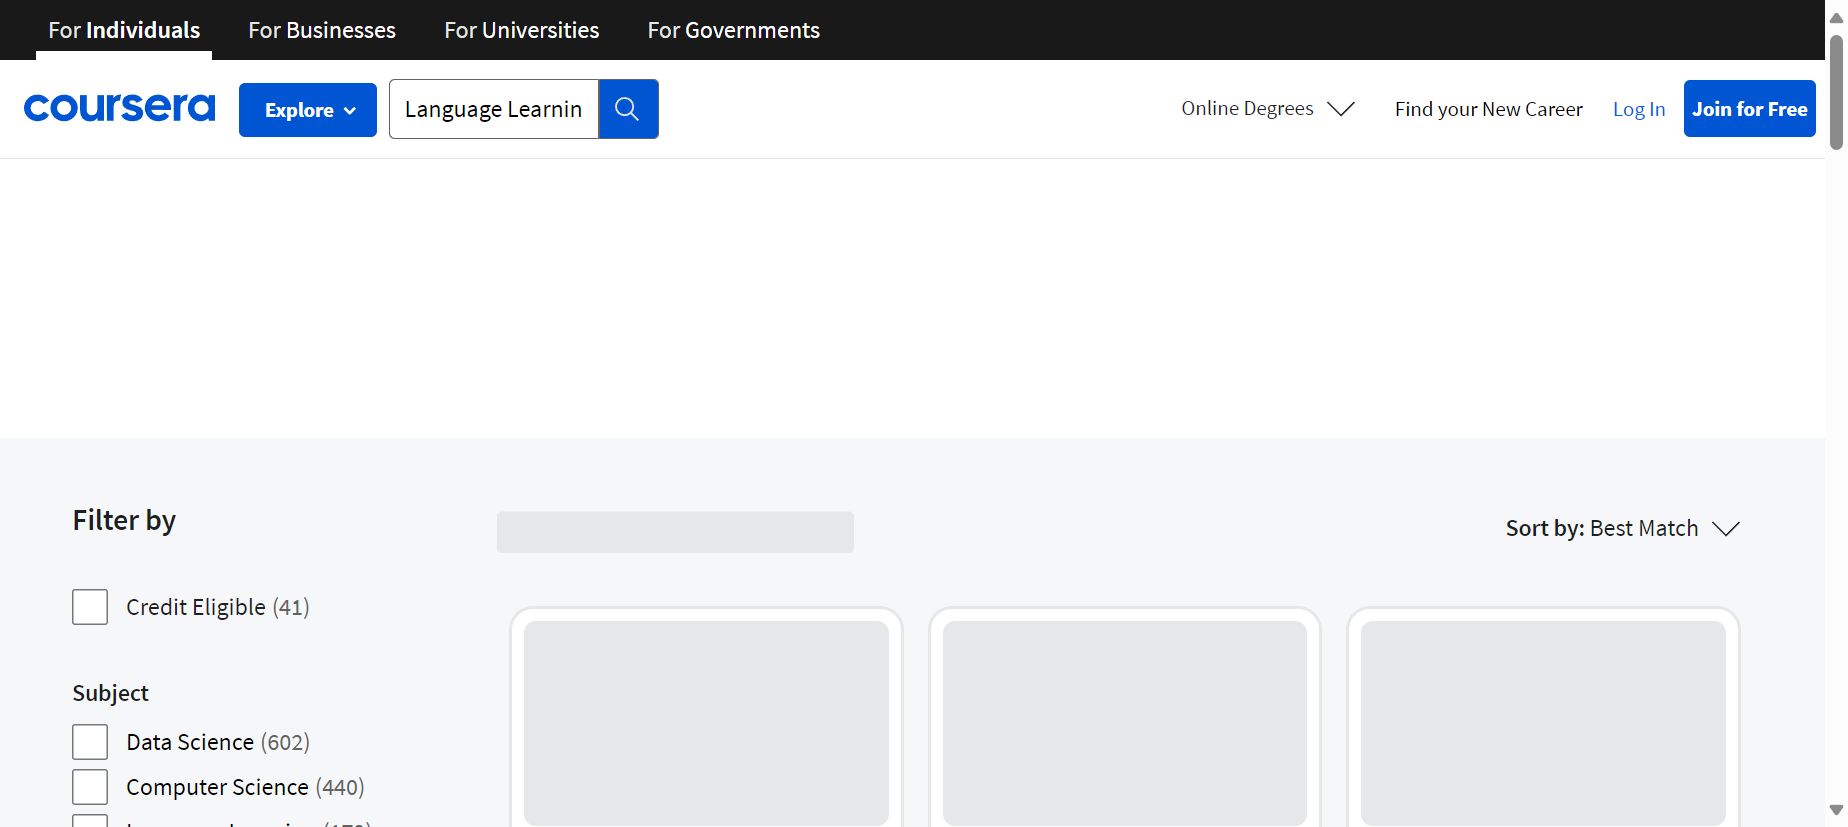 For Individuals
For Businesses
For Universities
For Governments
coursera
Explore
Language Learnin
Online Degrees
Find your New Career
Log In
Join for Free
Filter by
Sort by: Best Match
Credit Eligible (41)
Subject
Data Science (602)
Computer Science (440)